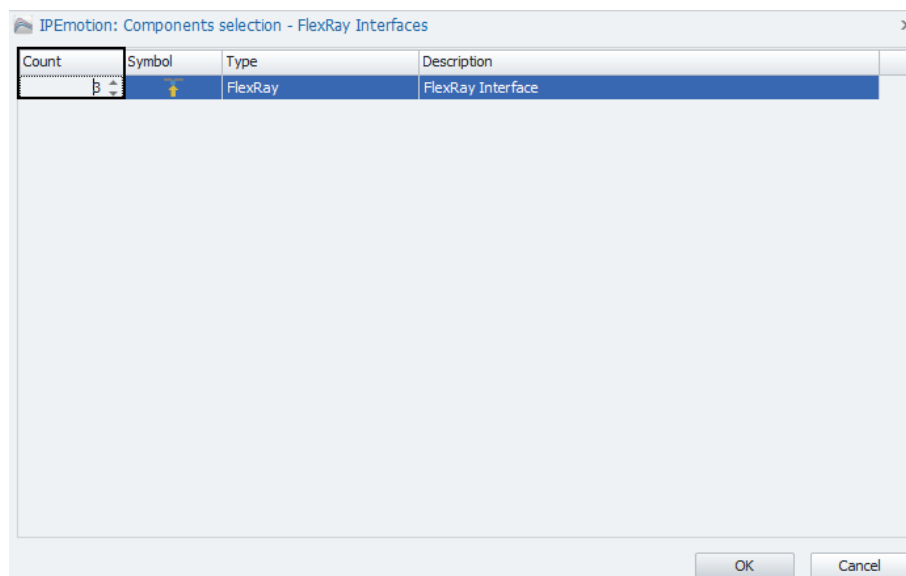 IPEmotion: Components selection - FlexRay Interfaces
Count Symbol Type Description
3 FlexRay FlexRay Interface
OK Cancel